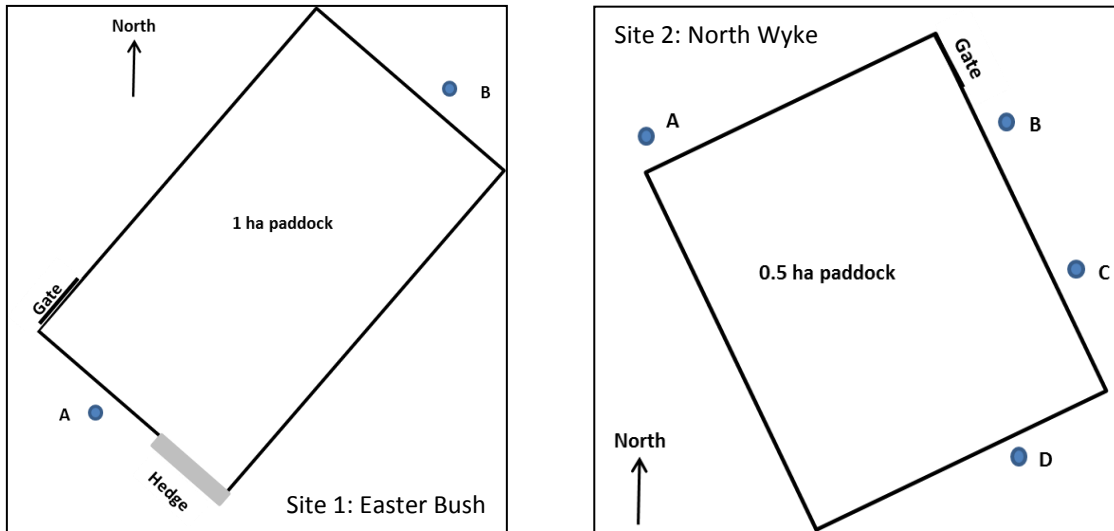 North
B
1 ha paddock
Gate
A
Hedge
Site 1: Easter Bush
Site 2: North Wyke
Gate
A
B
0.5 ha paddock
C
D
North